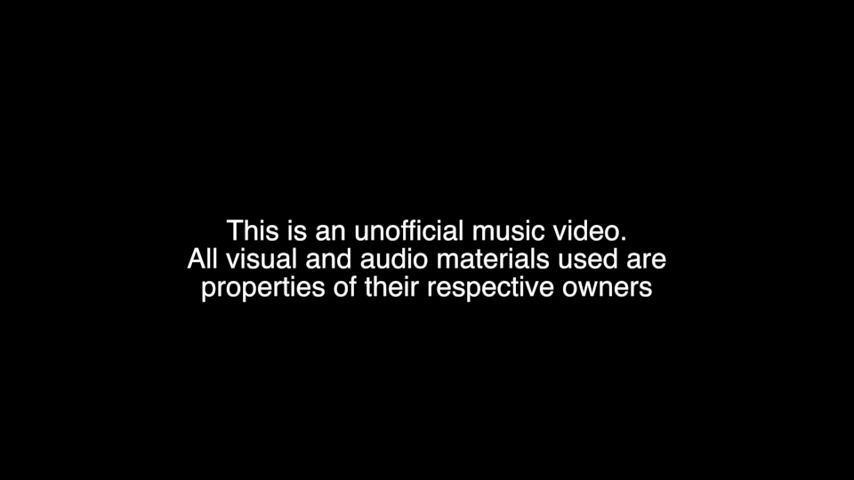 This is an unofficial music video.
All visual and audio materials used are
properties of their respective owners